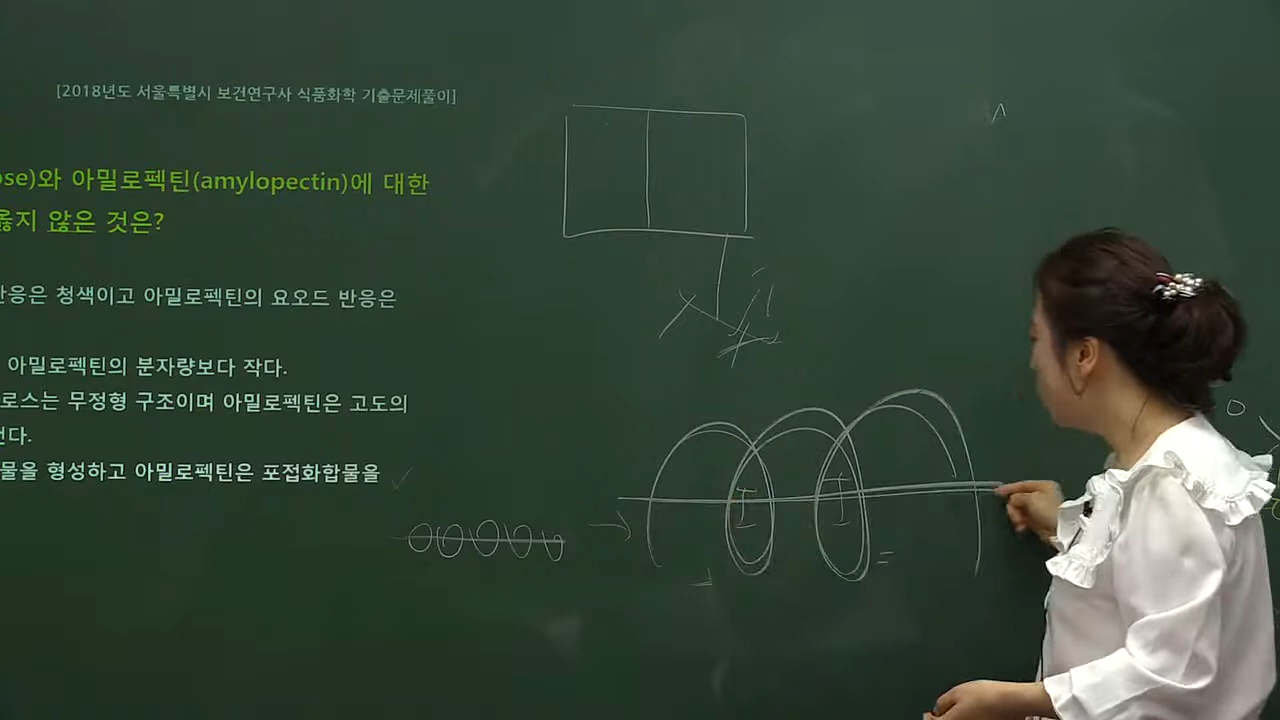 [2018년도 서울특별시 보건연구사 식품화학 기출문제풀이]
ose)와 아밀로펙틴(amylopectin)에 대한
옳지 않은 것은?
반응은 청색이고 아밀로펙틴의 요오드 반응은
아밀로펙틴의 분자량보다 작다.
로스는 무정형 구조이며 아밀로펙틴은 고도의
물을 형성하고 아밀로펙틴은 포접화합물을
I I